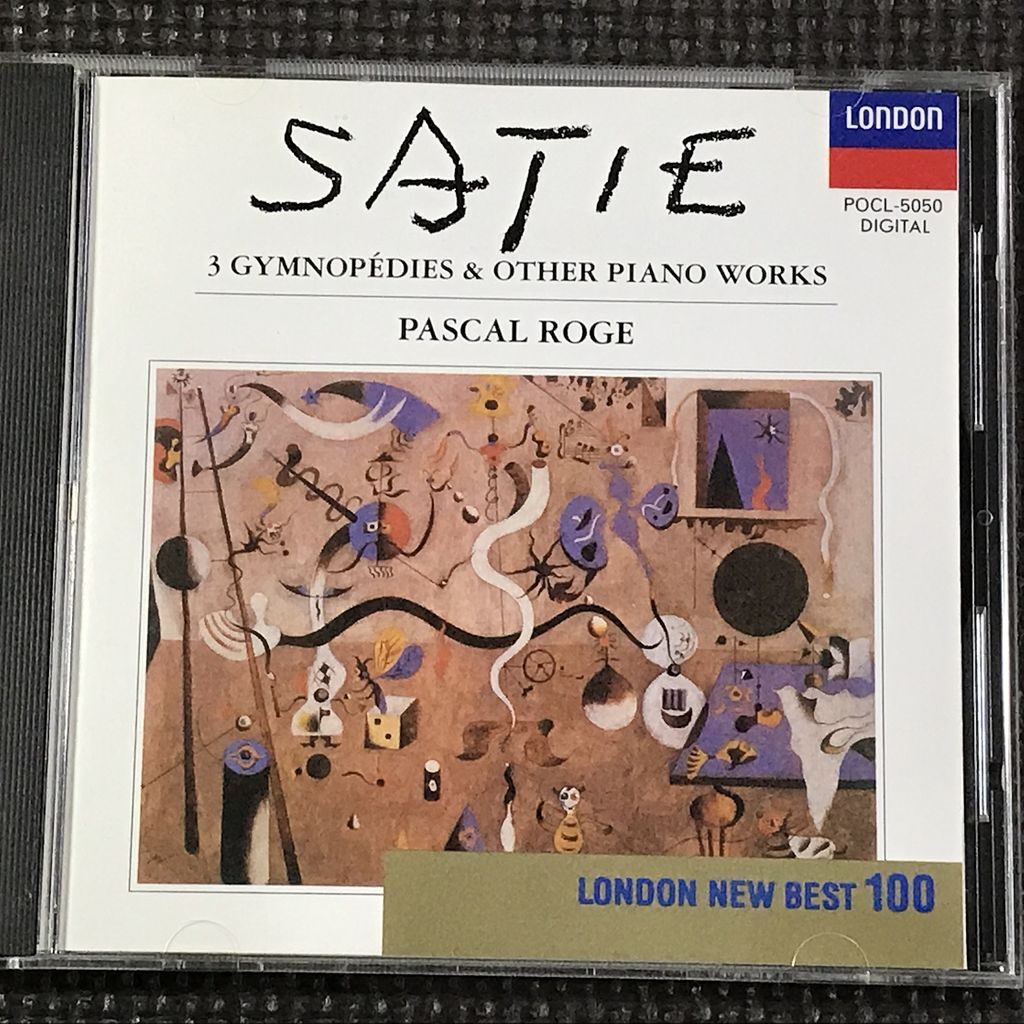 SATIE
3 GYMNOPÉDIES & OTHER PIANO WORKS
PASCAL ROGE
LONDON
POCL-5050
DIGITAL
LONDON NEW BEST 100